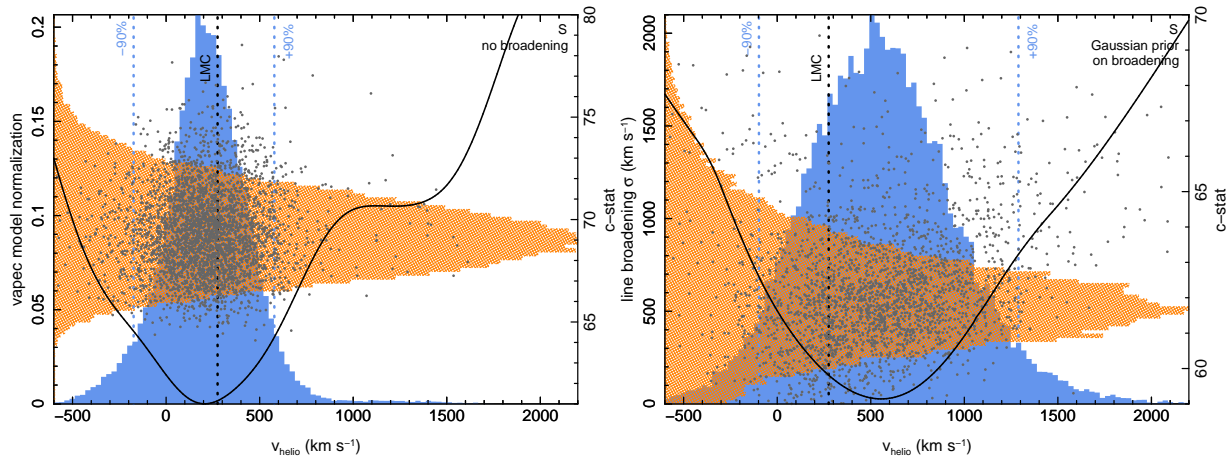 S
no broadening
−90%
+90%
LMC
vapec model normalization
0 0.05 0.1 0.15 0.2
c−stat
65 70 75 80
−500 0 500 1000 1500 2000
v_helio (km s⁻¹)
S
Gaussian prior
on broadening
−90%
+90%
LMC
line broadening σ (km s⁻¹)
0 500 1000 1500 2000
c−stat
60 65 70
−500 0 500 1000 1500 2000
v_helio (km s⁻¹)